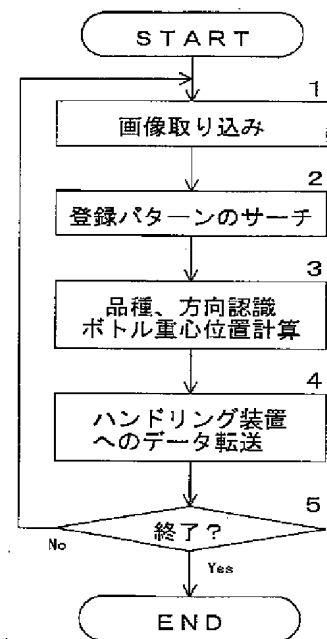 START
1
画像取り込み
2
登録パターンのサーチ
3
品種、方向認識
ボトル重心位置計算
4
ハンドリング装置
へのデータ転送
5
終了?
No
Yes
END